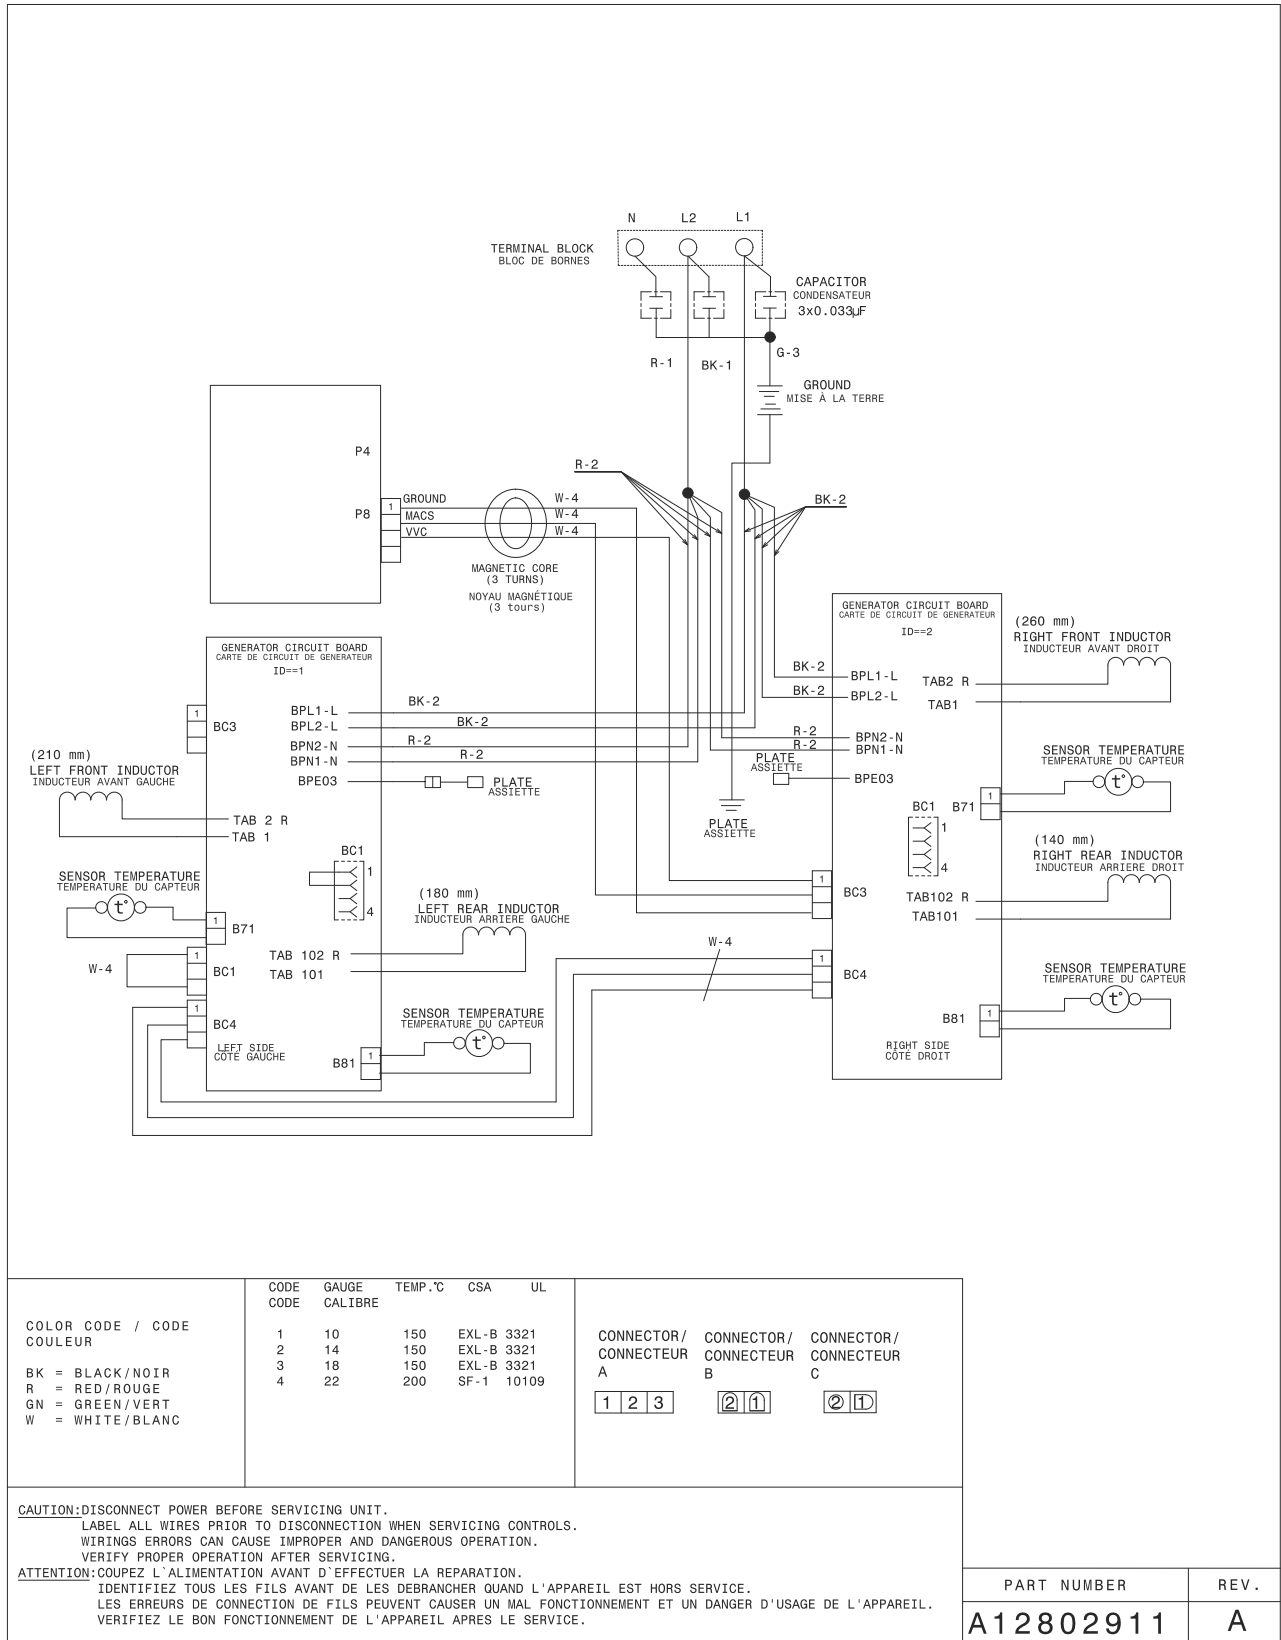 N L2 L1
TERMINAL BLOCK
BLOC DE BORNES
CAPACITOR
CONDENSATEUR
3x0.033µF
R-1 BK-1 G-3
GROUND
MISE À LA TERRE
P4
P8
1
GROUND
MACS
VVC
W-4
W-4
W-4
R-2
BK-2
MAGNETIC CORE
(3 TURNS)
NOYAU MAGNÉTIQUE
(3 tours)
GENERATOR CIRCUIT BOARD
CARTE DE CIRCUIT DE GENERATEUR
ID==1
1
BC3
BPL1-L
BPL2-L
BPN2-N
BPN1-N
BPE03
BK-2
BK-2
R-2
R-2
PLATE
ASSIETTE
(210 mm)
LEFT FRONT INDUCTOR
INDUCTEUR AVANT GAUCHE
TAB 2 R
TAB 1
BC1
1
4
SENSOR TEMPERATURE
TEMPERATURE DU CAPTEUR
t°
1
B71
(180 mm)
LEFT REAR INDUCTOR
INDUCTEUR ARRIERE GAUCHE
TAB 102 R
TAB 101
W-4
1
BC1
1
BC4
LEFT SIDE
CÔTÉ GAUCHE
SENSOR TEMPERATURE
TEMPERATURE DU CAPTEUR
t°
B81
1
GENERATOR CIRCUIT BOARD
CARTE DE CIRCUIT DE GENERATEUR
ID==2
BK-2
BK-2
BPL1-L
BPL2-L
R-2
R-2
BPN2-N
BPN1-N
PLATE
ASSIETTE
BPE03
PLATE
ASSIETTE
(260 mm)
RIGHT FRONT INDUCTOR
INDUCTEUR AVANT DROIT
TAB2 R
TAB1
SENSOR TEMPERATURE
TEMPERATURE DU CAPTEUR
t°
B71
1
BC1
1
4
(140 mm)
RIGHT REAR INDUCTOR
INDUCTEUR ARRIERE DROIT
TAB102 R
TAB101
1
BC3
W-4
1
BC4
SENSOR TEMPERATURE
TEMPERATURE DU CAPTEUR
t°
B81
1
RIGHT SIDE
CÔTÉ DROIT
COLOR CODE / CODE
COULEUR
BK = BLACK/NOIR
R = RED/ROUGE
GN = GREEN/VERT
W = WHITE/BLANC
CODE GAUGE TEMP.℃ CSA UL
CODE CALIBRE
1 10 150 EXL-B 3321
2 14 150 EXL-B 3321
3 18 150 EXL-B 3321
4 22 200 SF-1 10109
CONNECTOR/ CONNECTOR/ CONNECTOR/
CONNECTEUR CONNECTEUR CONNECTEUR
A B C
1 2 3 2 1 2 1
CAUTION:DISCONNECT POWER BEFORE SERVICING UNIT.
LABEL ALL WIRES PRIOR TO DISCONNECTION WHEN SERVICING CONTROLS.
WIRINGS ERRORS CAN CAUSE IMPROPER AND DANGEROUS OPERATION.
VERIFY PROPER OPERATION AFTER SERVICING.
ATTENTION:COUPEZ L`ALIMENTATION AVANT D`EFFECTUER LA REPARATION.
IDENTIFIEZ TOUS LES FILS AVANT DE LES DEBRANCHER QUAND L'APPAREIL EST HORS SERVICE.
LES ERREURS DE CONNECTION DE FILS PEUVENT CAUSER UN MAL FONCTIONNEMENT ET UN DANGER D'USAGE DE L'APPAREIL.
VERIFIEZ LE BON FONCTIONNEMENT DE L'APPAREIL APRES LE SERVICE.
PART NUMBER REV.
A12802911 A